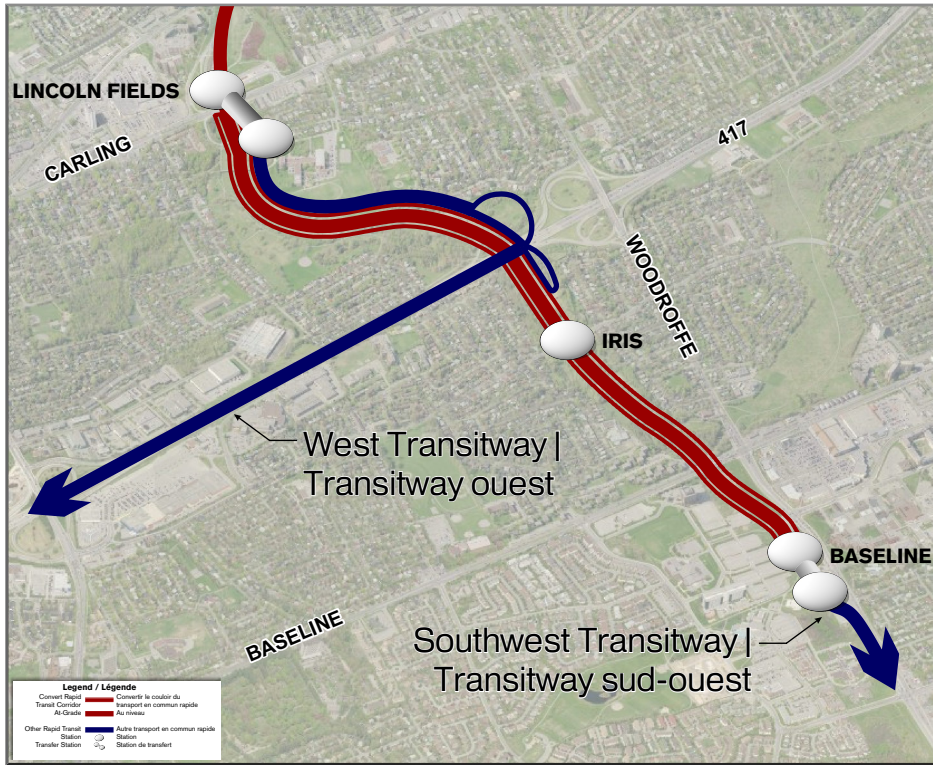 LINCOLN FIELDS
CARLING
417
WOODROFFE
IRIS
West Transitway |
Transitway ouest
BASELINE
BASELINE
Southwest Transitway |
Transitway sud-ouest
Legend / Légende
Convert Rapid Transit Corridor
Convertir le couloir du transport en commun rapide
At-Grade
Au niveau
Other Rapid Transit
Autre transport en commun rapide
Station
Station
Transfer Station
Station de transfert